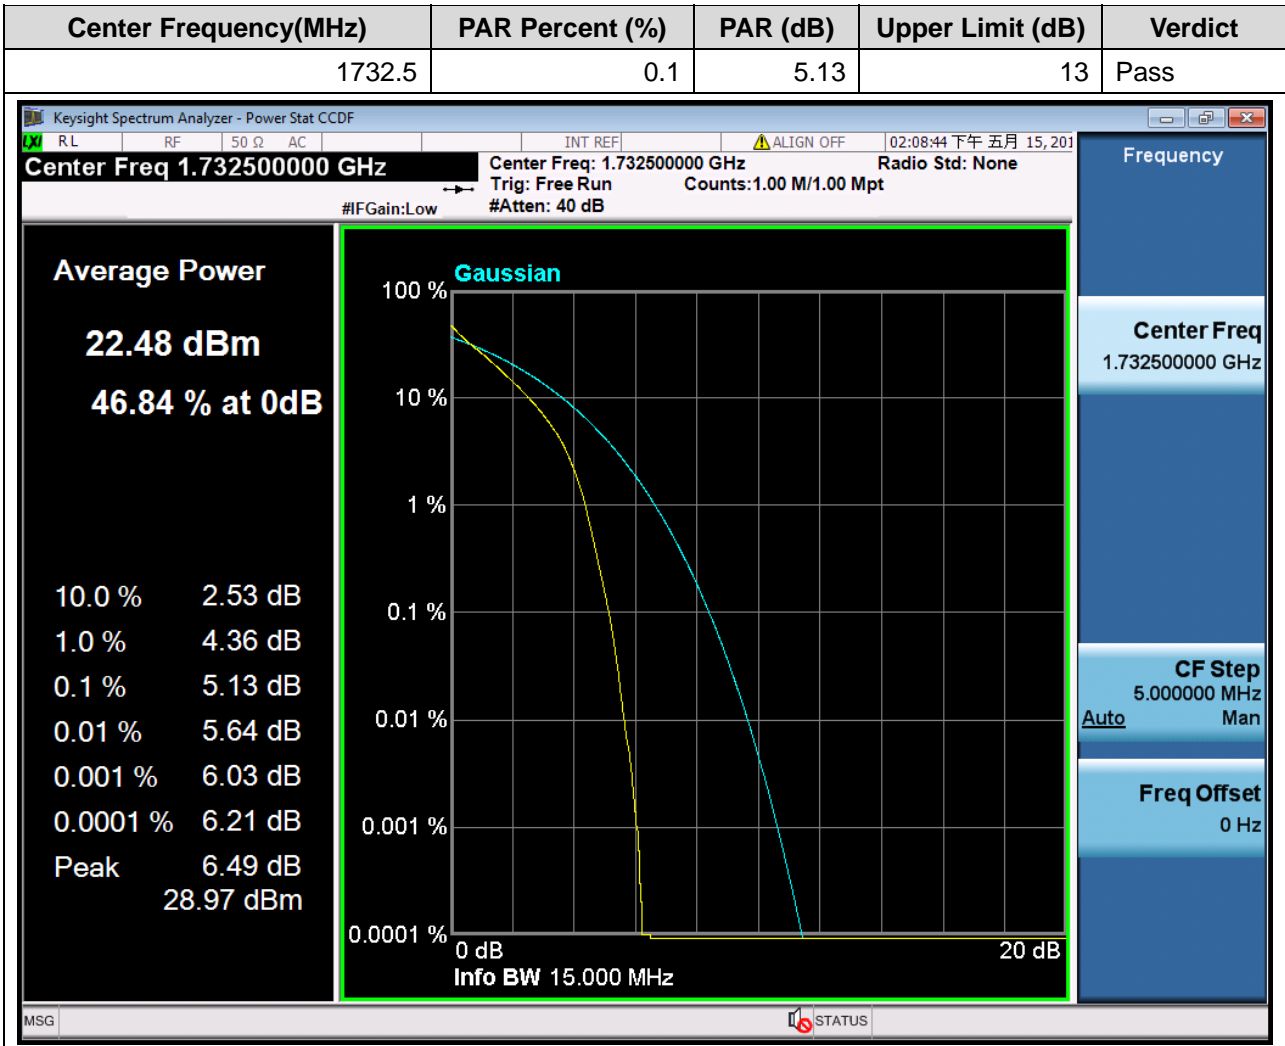 Center Frequency(MHz) PAR Percent (%) PAR (dB) Upper Limit (dB) Verdict
1732.5 0.1 5.13 13 Pass
Keysight Spectrum Analyzer - Power Stat CCDF
LXI RL RF 50 Ω AC INT REF ALIGN OFF 02:08:44 下午 五月 15, 201
Center Freq 1.732500000 GHz
Center Freq: 1.732500000 GHz Radio Std: None
Trig: Free Run Counts:1.00 M/1.00 Mpt
#IFGain:Low #Atten: 40 dB
Frequency
Average Power
22.48 dBm
46.84 % at 0dB
10.0 % 2.53 dB
1.0 % 4.36 dB
0.1 % 5.13 dB
0.01 % 5.64 dB
0.001 % 6.03 dB
0.0001 % 6.21 dB
Peak 6.49 dB
28.97 dBm
Gaussian
100 %
10 %
1 %
0.1 %
0.01 %
0.001 %
0.0001 %
0 dB 20 dB
Info BW 15.000 MHz
Center Freq
1.732500000 GHz
CF Step
5.000000 MHz
Auto Man
Freq Offset
0 Hz
MSG STATUS